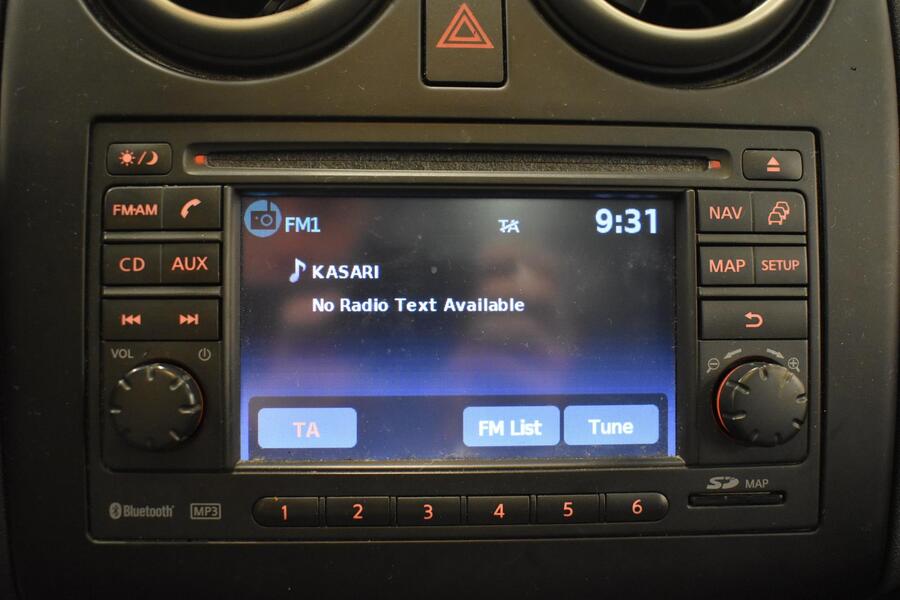 FM·AM
CD
AUX
VOL
FM1
TA
9:31
KASARI
No Radio Text Available
TA
FM List
Tune
NAV
MAP
SETUP
Bluetooth
MP3
1
2
3
4
5
6
SD
MAP